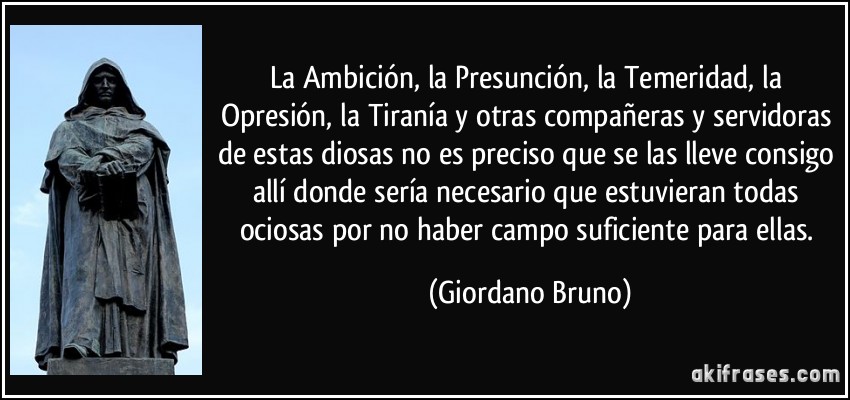 La Ambición, la Presunción, la Temeridad, la
Opresión, la Tiranía y otras compañeras y servidoras
de estas diosas no es preciso que se las lleve consigo
allí donde sería necesario que estuvieran todas
ociosas por no haber campo suficiente para ellas.
(Giordano Bruno)
akifrases.com